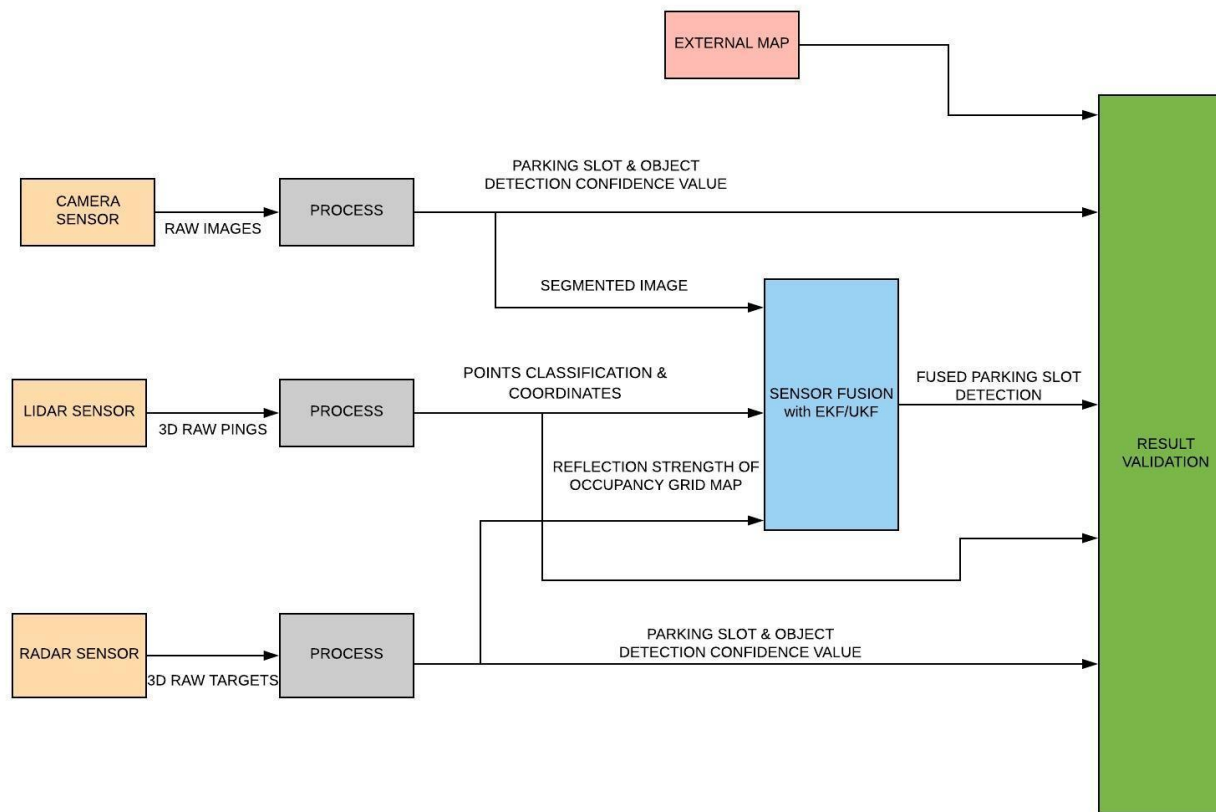 EXTERNAL MAP
PARKING SLOT & OBJECT
DETECTION CONFIDENCE VALUE
CAMERA
SENSOR
RAW IMAGES
PROCESS
SEGMENTED IMAGE
POINTS CLASSIFICATION &
COORDINATES
LIDAR SENSOR
3D RAW PINGS
PROCESS
SENSOR FUSION
with EKF/UKF
FUSED PARKING SLOT
DETECTION
REFLECTION STRENGTH OF
OCCUPANCY GRID MAP
RESULT
VALIDATION
RADAR SENSOR
3D RAW TARGETS
PROCESS
PARKING SLOT & OBJECT
DETECTION CONFIDENCE VALUE